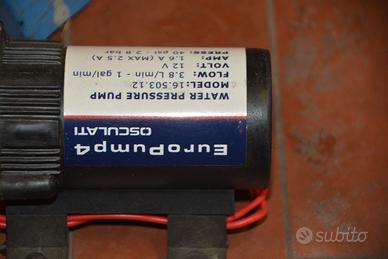 EuroPump4
OSCULATI
WATER PRESSURE PUMP
MODEL:16.503.12
FLOW: 3.8 L/min - 1 gal/min
VOLT: 12 V
AMP: 1.6 A (MAX 2.5 A)
PRESS: 40 psi - 2.8 bar
subito